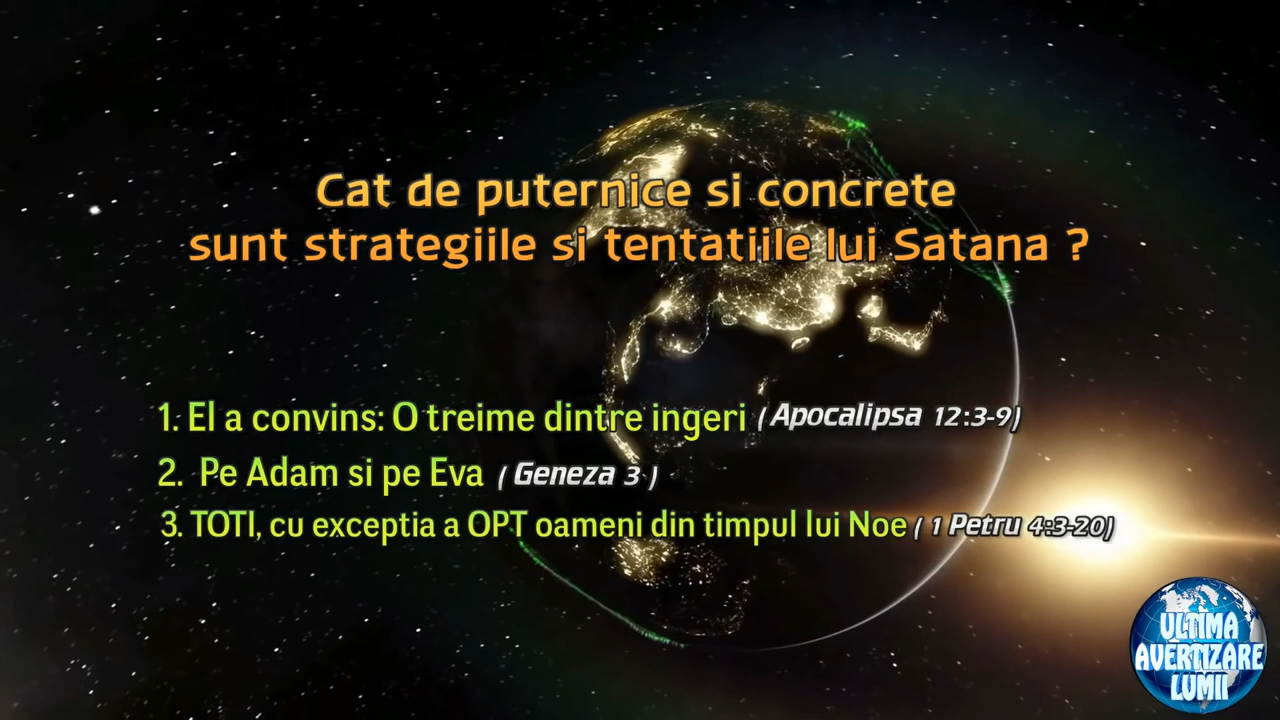 Cat de puternice si concrete
sunt strategiile si tentatiile lui Satana ?
1. El a convins: O treime dintre ingeri ( Apocalipsa 12:3-9)
2. Pe Adam si pe Eva ( Geneza 3 )
3. TOTI, cu exceptia a OPT oameni din timpul lui Noe ( 1 Petru 4:3-20)
ULTIMA
AVERTIZARE
LUMII